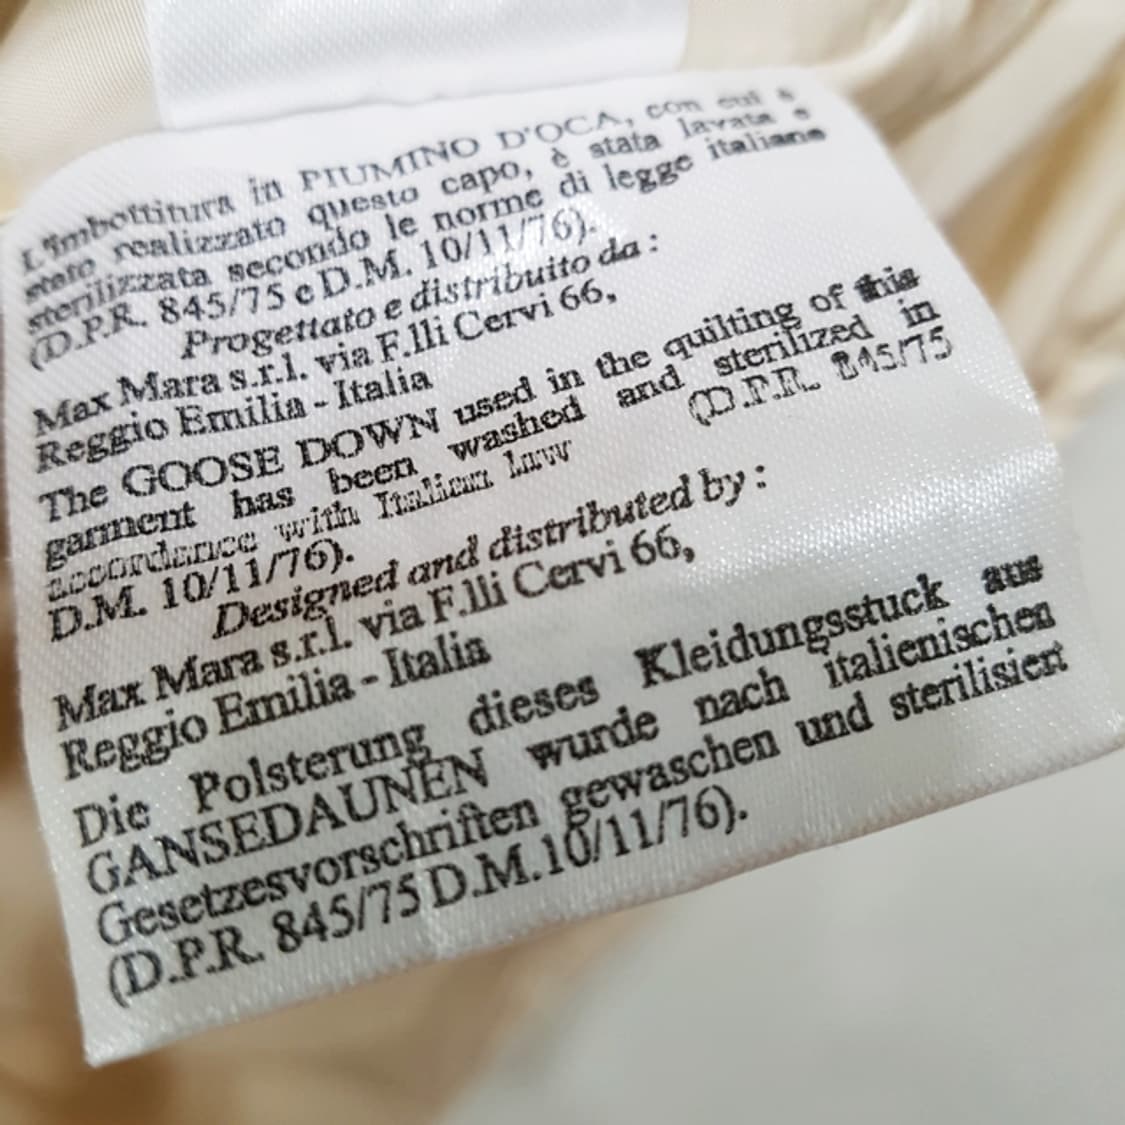 L'imbottitura in PIUMINO D'OCA, con cui è
stato realizzato questo capo, è stata lavata e
sterilizzata secondo le norme di legge italiane
(D.P.R. 845/75 e D.M. 10/11/76).
Progettato e distribuito da :
Max Mara s.r.l. via F.lli Cervi 66,
Reggio Emilia - Italia
The GOOSE DOWN used in the quilting of this
garment has been washed and sterilized in
accordance with Italian law (D.P.R. 845/75
D.M. 10/11/76).
Designed and distributed by :
Max Mara s.r.l. via F.lli Cervi 66,
Reggio Emilia - Italia
Die Polsterung dieses Kleidungsstuck aus
GANSEDAUNEN wurde nach italienischen
Gesetzesvorschriften gewaschen und sterilisiert
(D.P.R. 845/75 D.M.10/11/76).